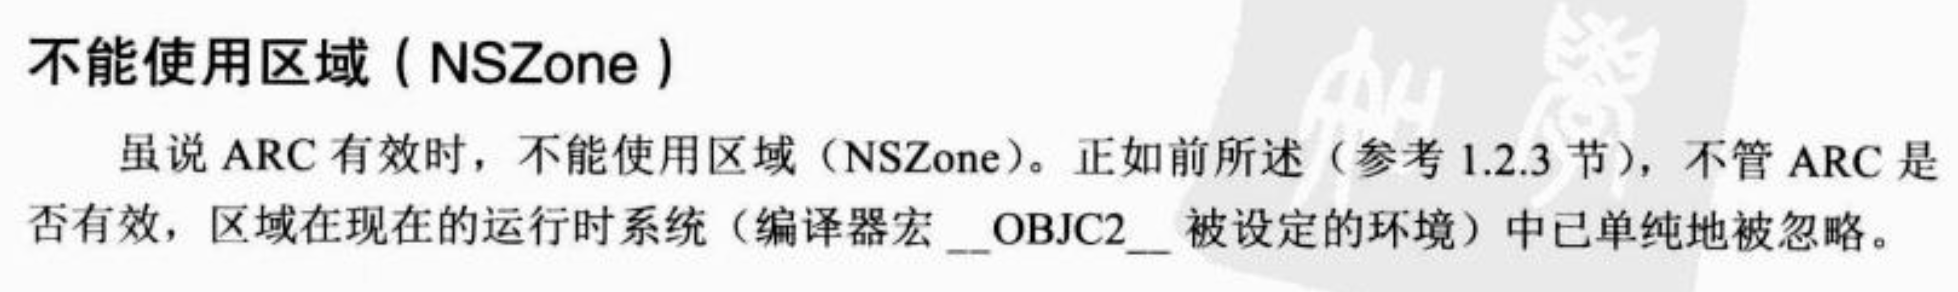 不能使用区域（NSZone）
虽说 ARC 有效时，不能使用区域（NSZone）。正如前所述（参考 1.2.3 节），不管 ARC 是
否有效，区域在现在的运行时系统（编译器宏 __OBJC2__ 被设定的环境）中已单纯地被忽略。